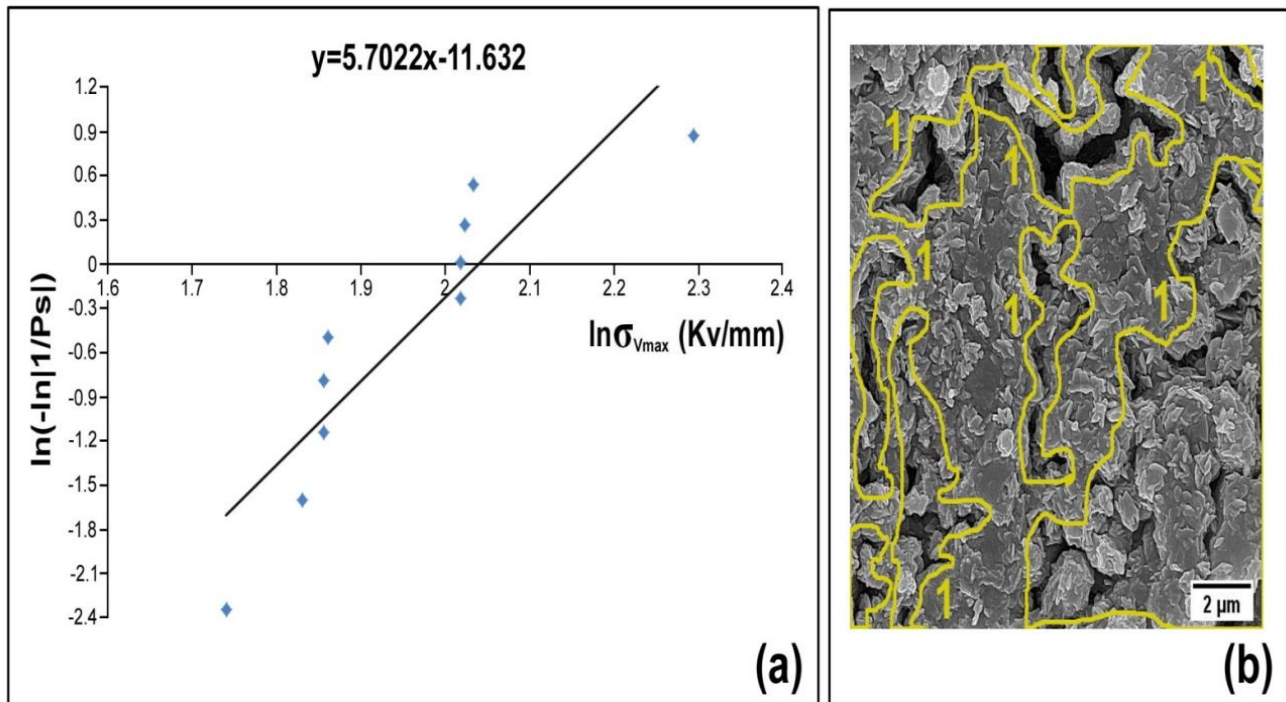 y=5.7022x-11.632
1.2
0.9
0.6
0.3
0
-0.3
-0.6
-0.9
-1.2
-1.5
-1.8
-2.1
-2.4
1.6 1.7 1.8 1.9 2 2.1 2.2 2.3 2.4
ln(-ln|1/Ps|)
lnσVmax (Kv/mm)
(a)
1
1
1
1
1
1
1
2 μm
(b)